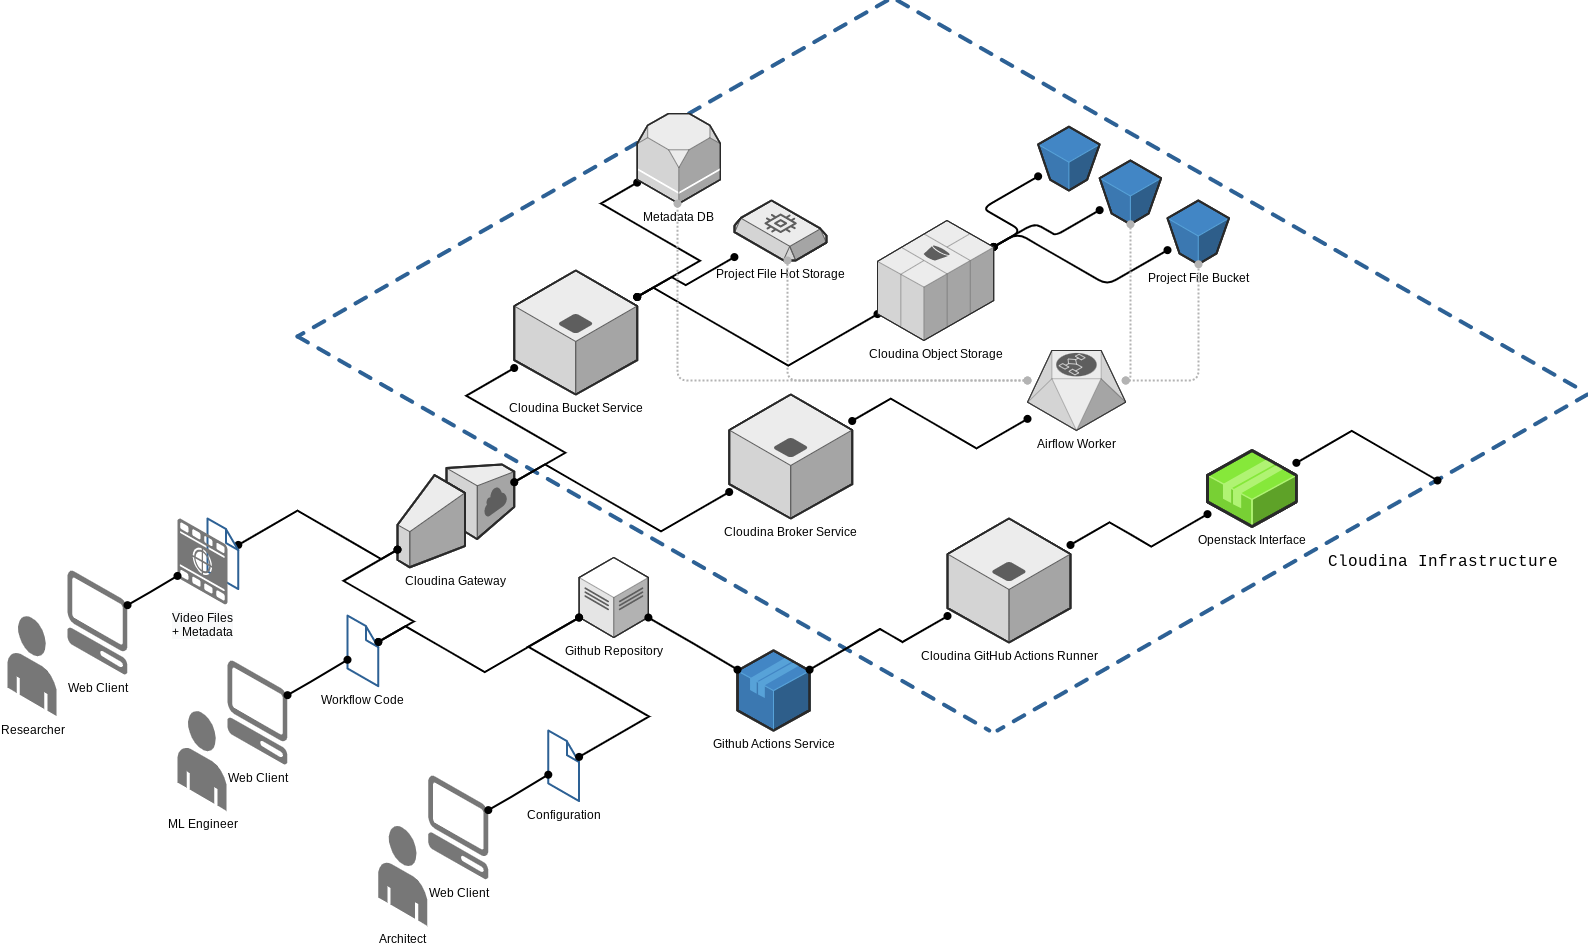 Metadata DB
Project File Hot Storage
Project File Bucket
Cloudina Object Storage
Cloudina Bucket Service
Airflow Worker
Cloudina Broker Service
Openstack Interface
Cloudina Infrastructure
Cloudina Gateway
Video Files
+ Metadata
Github Repository
Cloudina GitHub Actions Runner
Web Client
Workflow Code
Researcher
Github Actions Service
Web Client
ML Engineer
Configuration
Web Client
Architect